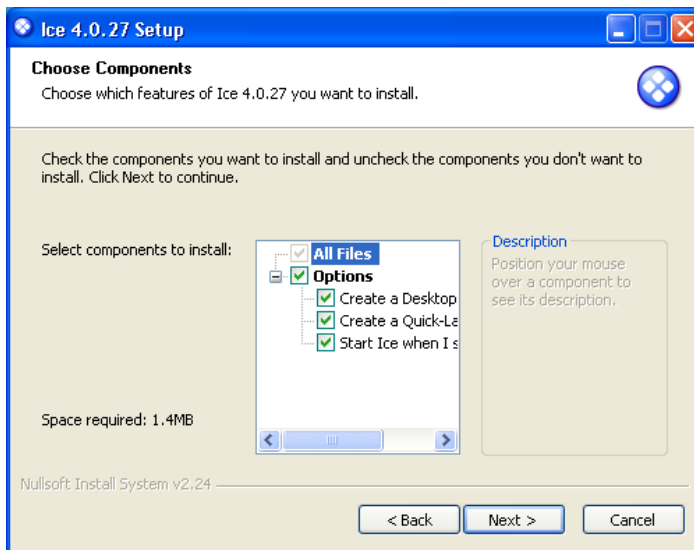 Ice 4.0.27 Setup
Choose Components
Choose which features of Ice 4.0.27 you want to install.
Check the components you want to install and uncheck the components you don't want to
install. Click Next to continue.
Select components to install:
All Files
Options
Create a Desktop
Create a Quick-La
Start Ice when I s
Description
Position your mouse
over a component to
see its description.
Space required: 1.4MB
Nullsoft Install System v2.24
< Back
Next >
Cancel